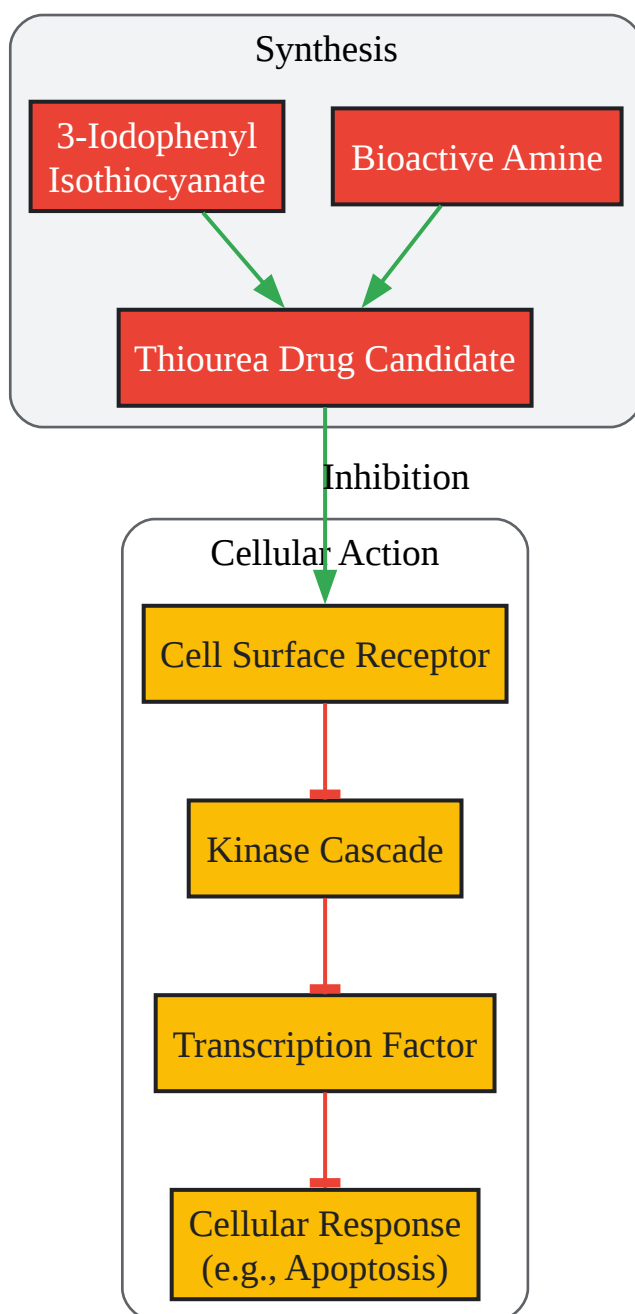 Synthesis
3-Iodophenyl
Isothiocyanate
Bioactive Amine
Thiourea Drug Candidate
Inhibition
Cellular Action
Cell Surface Receptor
Kinase Cascade
Transcription Factor
Cellular Response
(e.g., Apoptosis)